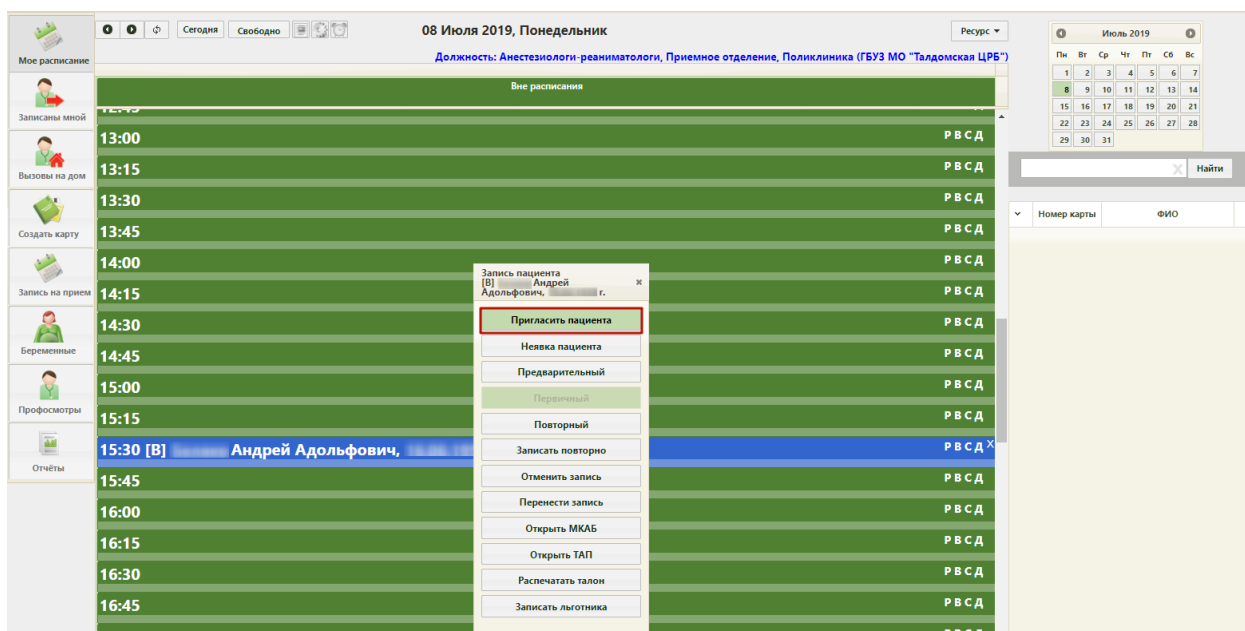 Мое расписание
Записаны мной
Вызовы на дом
Создать карту
Запись на прием
Беременные
Профосмотры
Отчёты
Сегодня
Свободно
08 Июля 2019, Понедельник
Ресурс
Должность: Анестезиологи-реаниматологи, Приемное отделение, Поликлиника (ГБУЗ МО "Талдомская ЦРБ")
Вне расписания
13:00 Р В С Д
13:15 Р В С Д
13:30 Р В С Д
13:45 Р В С Д
14:00 Р В С Д
14:15 Р В С Д
14:30 Р В С Д
14:45 Р В С Д
15:00 Р В С Д
15:15 Р В С Д
15:30 [В] Андрей Адольфович, Р В С Д X
15:45 Р В С Д
16:00 Р В С Д
16:15 Р В С Д
16:30 Р В С Д
16:45 Р В С Д
Запись пациента
[В] Андрей
Адольфович, г.
Пригласить пациента
Неявка пациента
Предварительный
Первичный
Повторный
Записать повторно
Отменить запись
Перенести запись
Открыть МКАБ
Открыть ТАП
Распечатать талон
Записать льготника
Июль 2019
Пн Вт Ср Чт Пт Сб Вс
1 2 3 4 5 6 7
8 9 10 11 12 13 14
15 16 17 18 19 20 21
22 23 24 25 26 27 28
29 30 31
X Найти
Номер карты ФИО